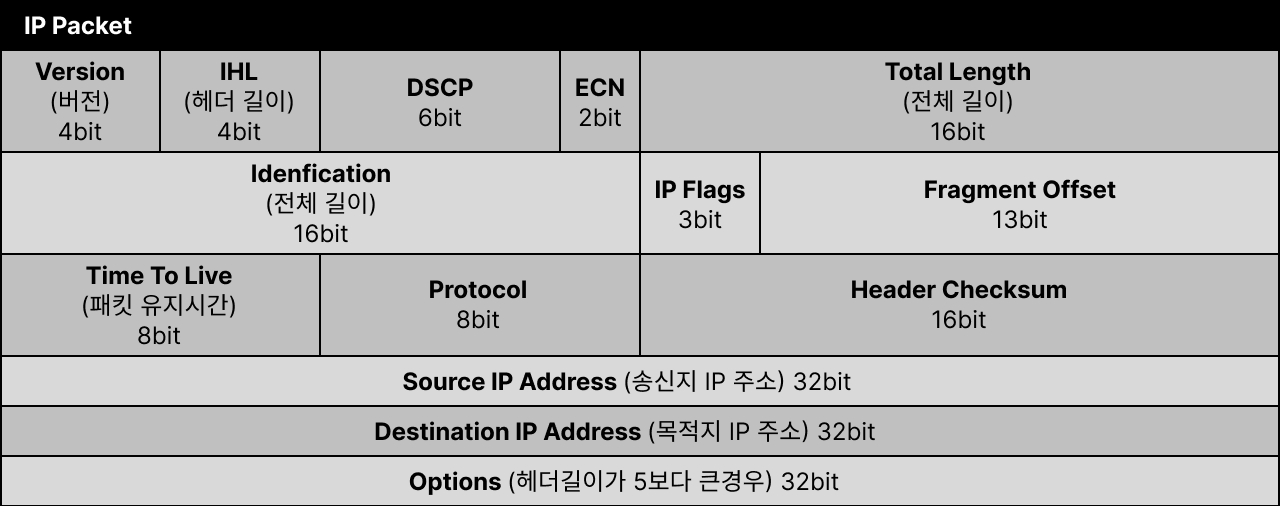 IP Packet
Version
(버전)
4bit
IHL
(헤더 길이)
4bit
DSCP
6bit
ECN
2bit
Total Length
(전체 길이)
16bit
Idenfication
(전체 길이)
16bit
IP Flags
3bit
Fragment Offset
13bit
Time To Live
(패킷 유지시간)
8bit
Protocol
8bit
Header Checksum
16bit
Source IP Address (송신지 IP 주소) 32bit
Destination IP Address (목적지 IP 주소) 32bit
Options (헤더길이가 5보다 큰경우) 32bit